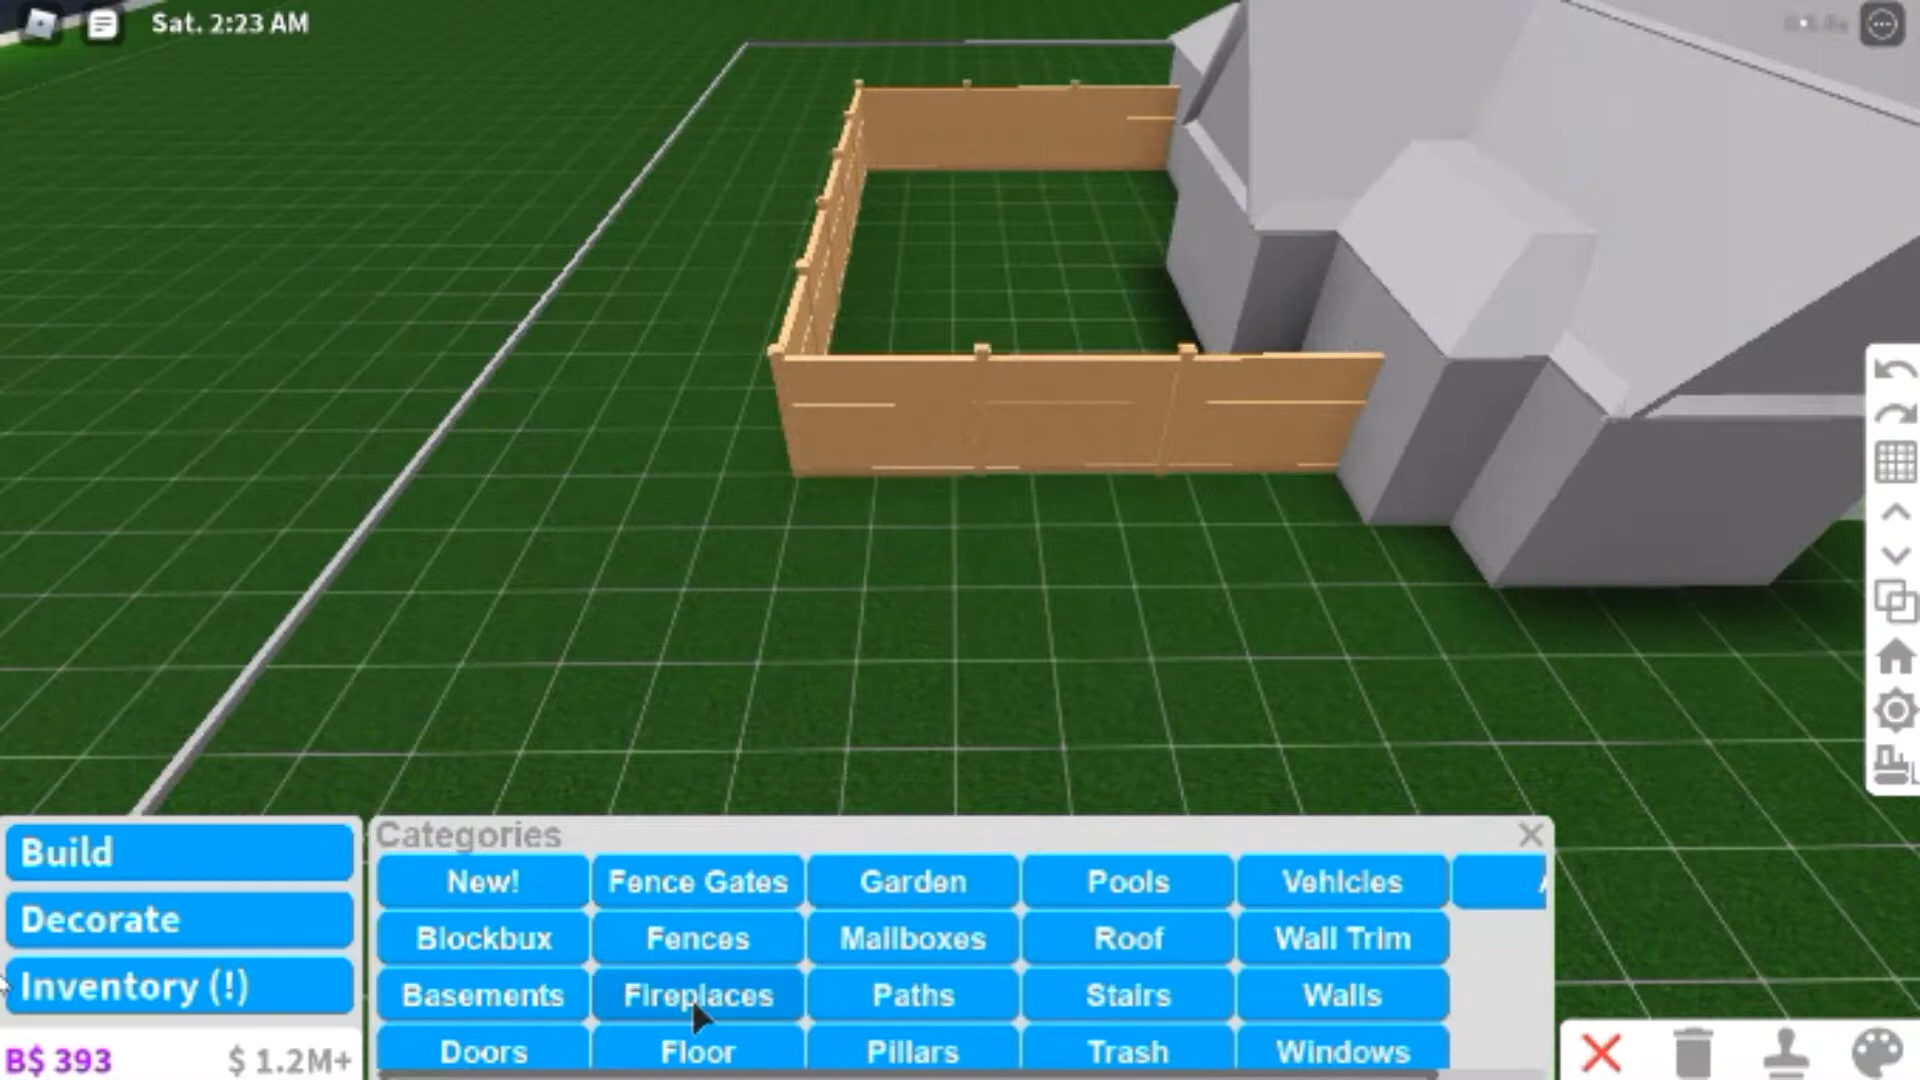 Sat. 2:23 AM
Build
Decorate
Inventory (!)
B$ 393
$ 1.2M+
Categories
New!
Fence Gates
Garden
Pools
Vehicles
Blockbux
Fences
Mailboxes
Roof
Wall Trim
Basements
Fireplaces
Paths
Stairs
Walls
Doors
Floor
Pillars
Trash
Windows